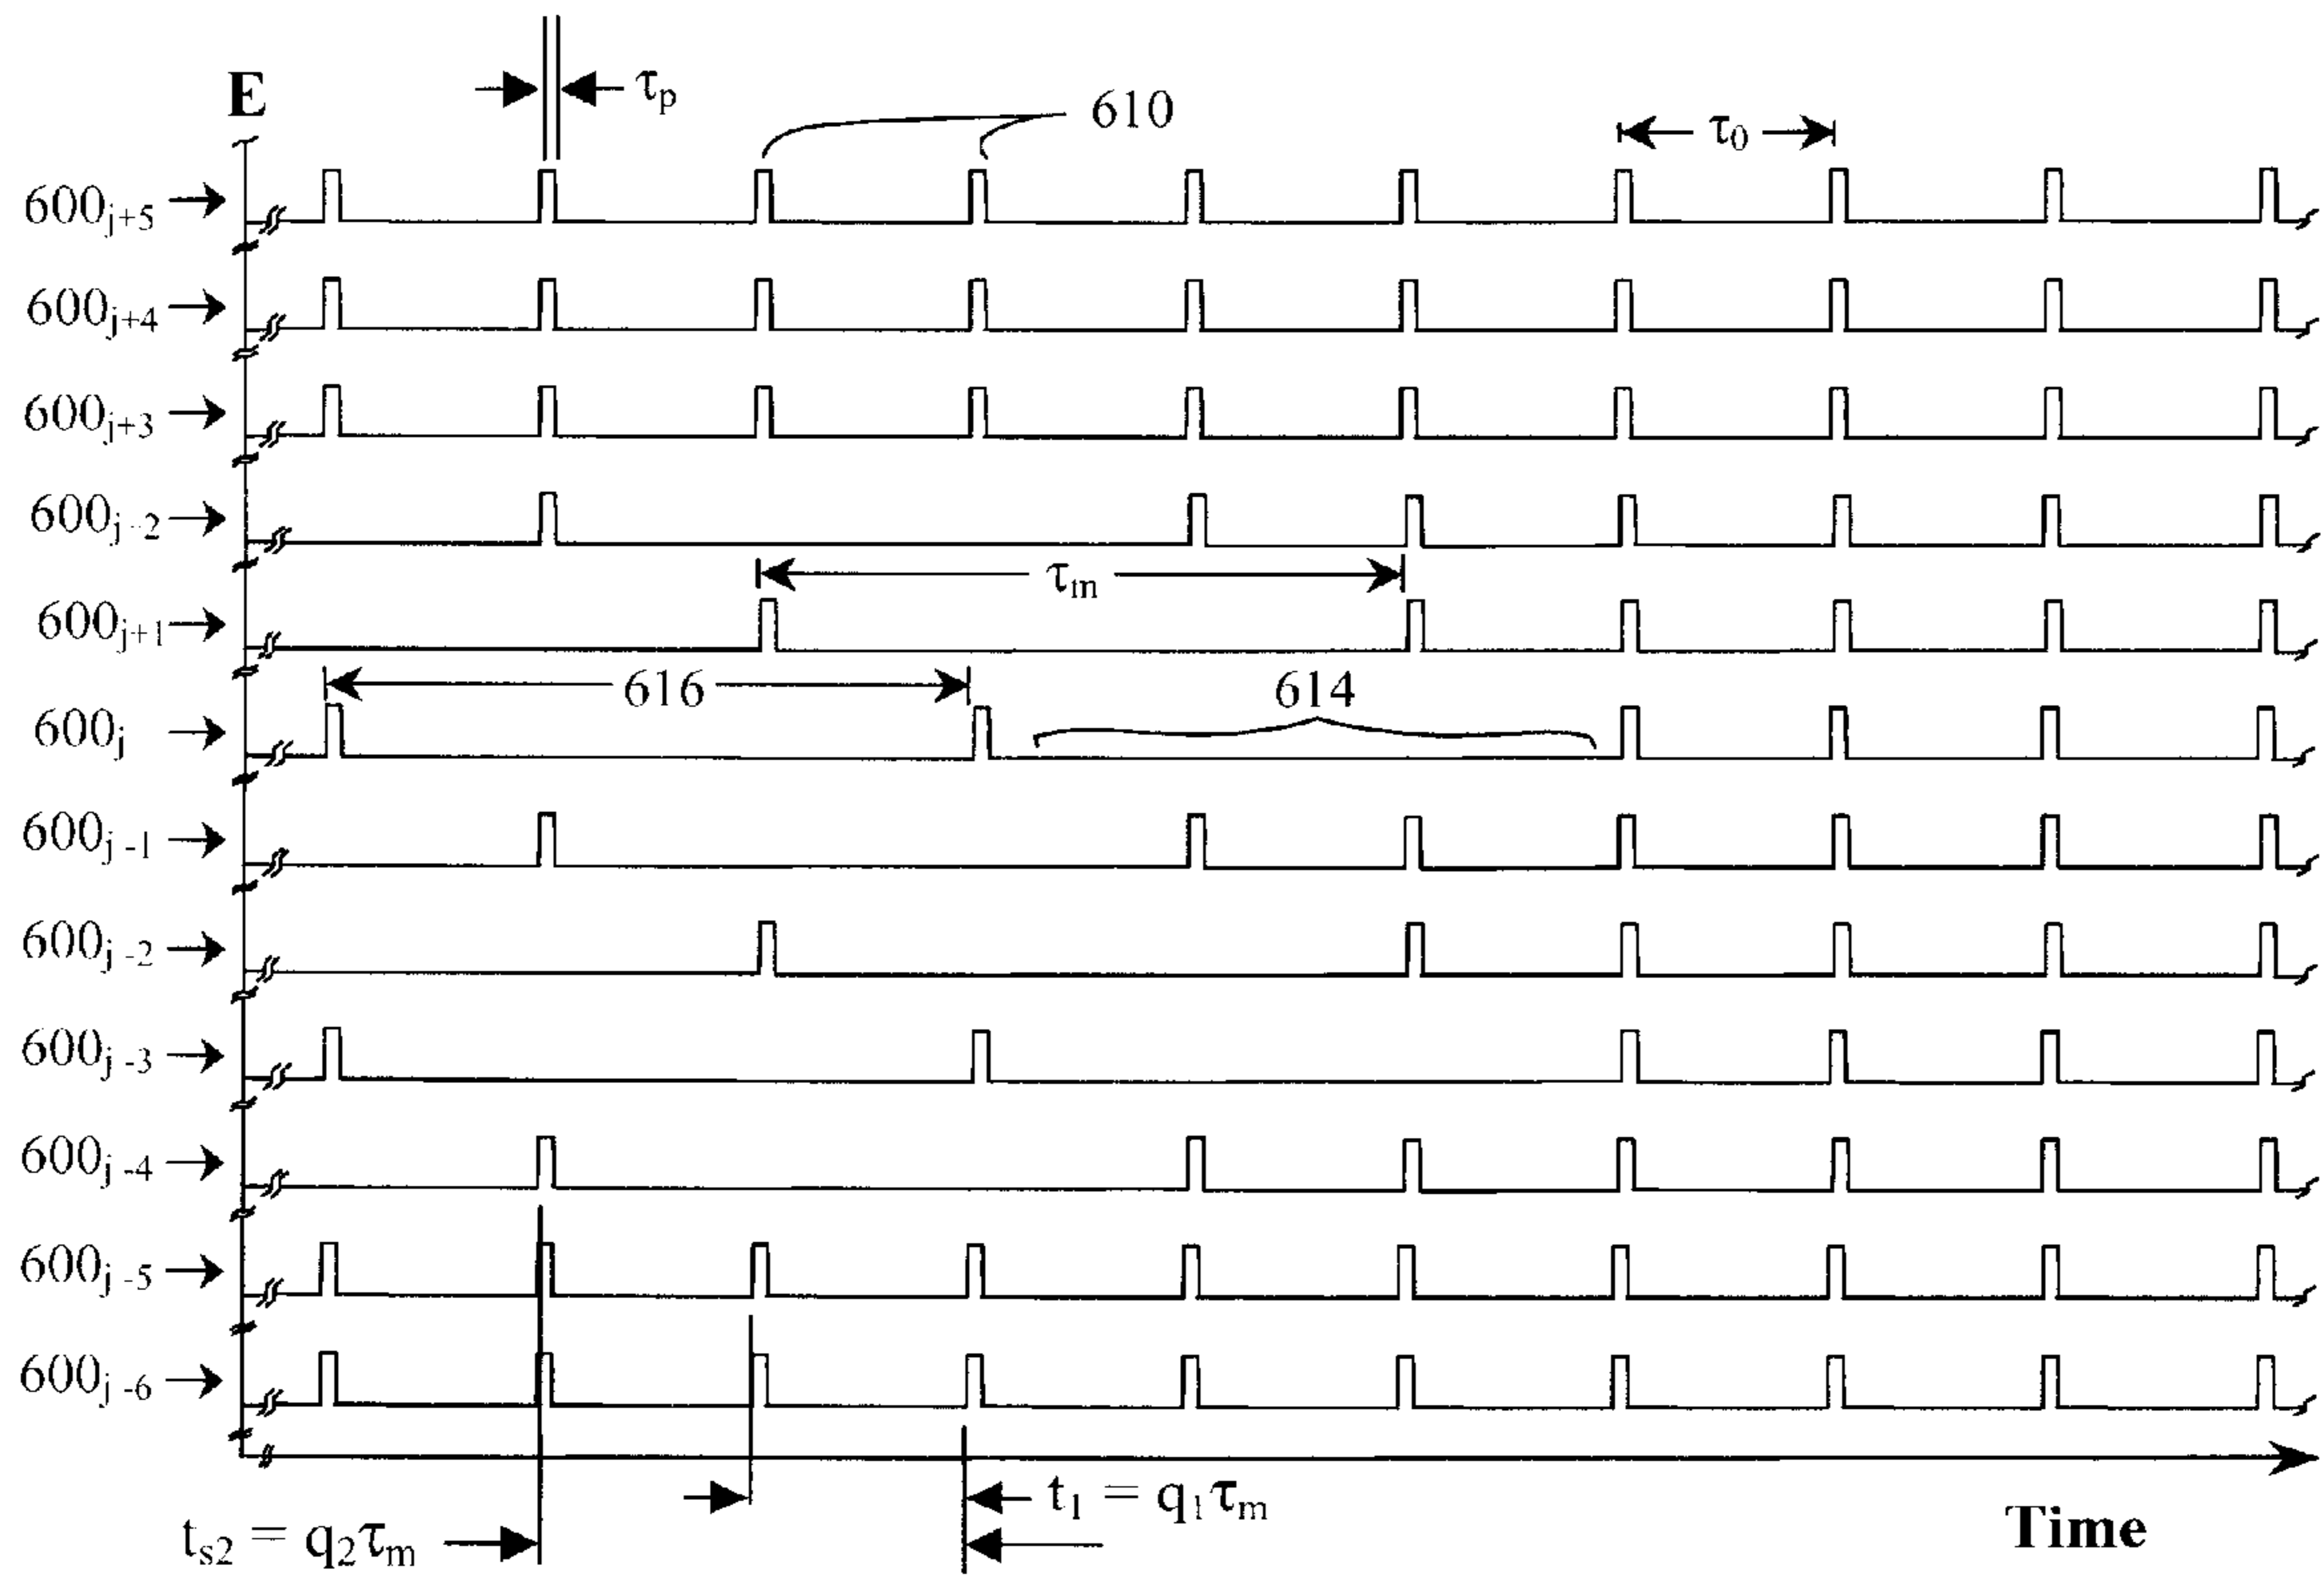 E
τp
610
τ0
600j+5
600j+4
600j+3
600j-2
τm
600j+1
616
614
600j
600j -1
600j -2
600j -3
600j -4
600j -5
600j -6
t1 = q1τm
ts2 = q2τm
Time